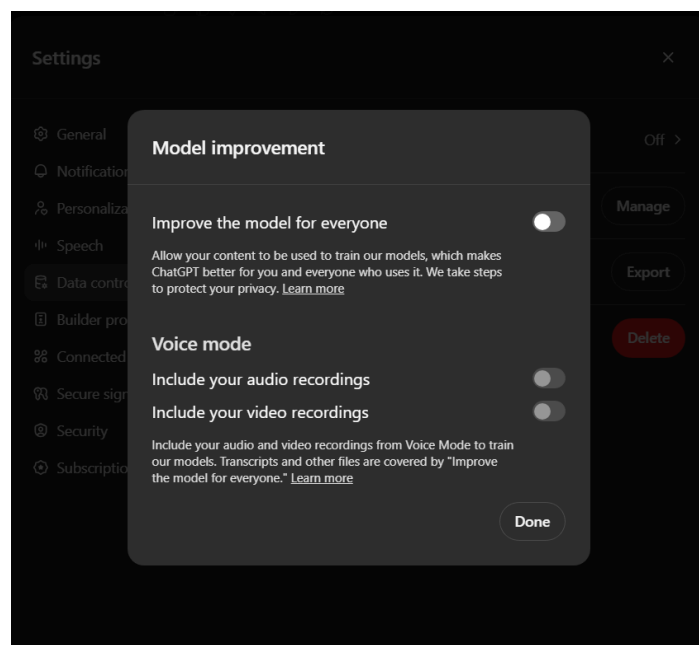 Settings
General
Notification
Personaliza
Speech
Data contro
Builder pro
Connected
Secure sign
Security
Subscriptio
Off
Manage
Export
Delete
Model improvement
Improve the model for everyone
Allow your content to be used to train our models, which makes
ChatGPT better for you and everyone who uses it. We take steps
to protect your privacy. Learn more
Voice mode
Include your audio recordings
Include your video recordings
Include your audio and video recordings from Voice Mode to train
our models. Transcripts and other files are covered by "Improve
the model for everyone." Learn more
Done